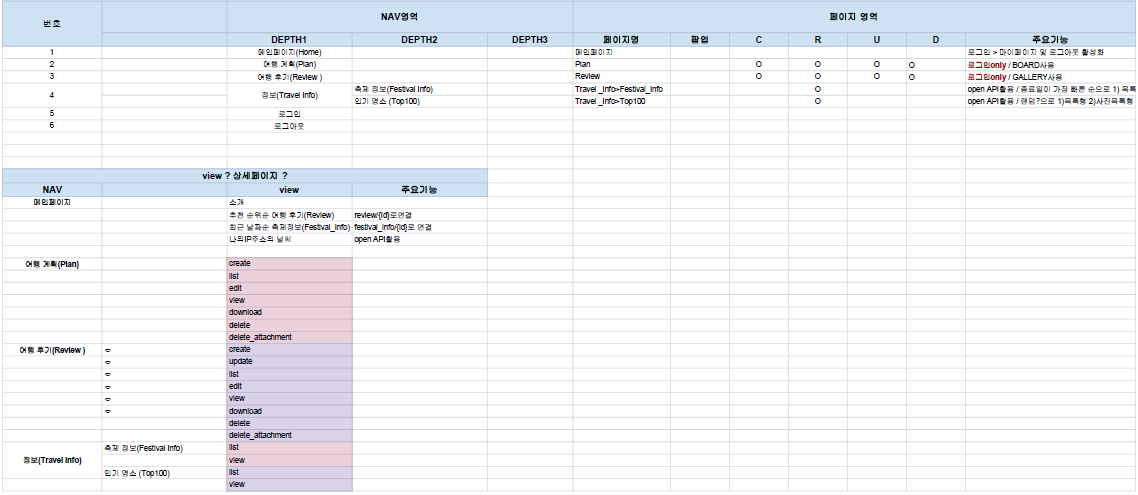 번호 NAV영역 페이지 영역
DEPTH1 DEPTH2 DEPTH3 페이지명 팝업 C R U D 주요기능
1 메인페이지(Home) 메인페이지 로그인 > 마이페이지 및 로그아웃 활성화
2 여행 계획(Plan) Plan O O O O 로그인only / BOARD사용
3 여행 후기(Review ) Review O O O O 로그인only / GALLERY사용
4 정보(Travel Info) 축제 정보(Festival Info) Travel _Info>Festival_Info O open API활용 / 종료일이 가장 빠른 순으로 1) 목록
인기 명소 (Top100) Travel _Info>Top100 O open API활용 / 랜덤?으로 1)목록형 2)사진목록형
5 로그인
6 로그아웃
view ? 상세페이지 ?
NAV view 주요기능
메인페이지 소개
추천 순위순 여행 후기(Review) review/{id}로연결
최근 날짜순 축제정보(Festival_Info) festival_info/{id}로 연결
나의IP주소의 날씨 open API활용
여행 계획(Plan) create
list
edit
view
download
delete
delete_attachment
여행 후기(Review ) ㅇ create
ㅇ update
ㅇ list
ㅇ edit
ㅇ view
ㅇ download
delete
delete_attachment
정보(Travel Info) 축제 정보(Festival Info) list
view
인기 명소 (Top100) list
view